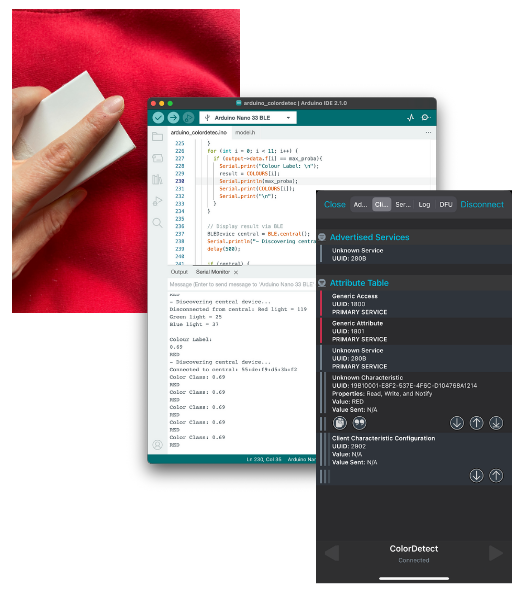 arduino_colordetec | Arduino IDE 2.1.0
Arduino Nano 33 BLE
arduino_colordetec.ino
model.h
225 }
226 for (int i = 0; i < 11; i++) {
227 if (output->data.f[i] == max_proba){
228 Serial.print("Colour Label: \n");
229 result = COLOURS[i];
230 Serial.println(max_proba);
231 Serial.print(COLOURS[i]);
232 Serial.print("\n");
233 }
234 }
235
236 // Display result via BLE
237 BLEDevice central = BLE.central();
238 Serial.println("- Discovering centra
239 delay(500);
240
241 if (central) {
Output
Serial Monitor
Message (Enter to send message to 'Arduino Nano 33 BLE'
- Discovering central device...
Disconnected from central: Red light = 119
Green light = 25
Blue light = 37
Colour Label:
0.69
RED
- Discovering central device...
Connected to central:
Color Class: 0.69
RED
Color Class: 0.69
RED
Color Class: 0.69
RED
Color Class: 0.69
RED
Color Class: 0.69
RED
Ln 230, Col 35
Arduino Nan
Close
Ad...
Cli...
Ser...
Log
DFU
Disconnect
Advertised Services
Unknown Service
UUID: 280B
Attribute Table
Generic Access
UUID: 1800
PRIMARY SERVICE
Generic Attribute
UUID: 1801
PRIMARY SERVICE
Unknown Service
UUID: 280B
PRIMARY SERVICE
Unknown Characteristic
UUID: 19B10001-E8F2-537E-4F6C-D104768A1214
Properties: Read, Write, and Notify
Value: RED
Value Sent: N/A
Client Characteristic Configuration
UUID: 2902
Value: N/A
Value Sent: N/A
ColorDetect
Connected